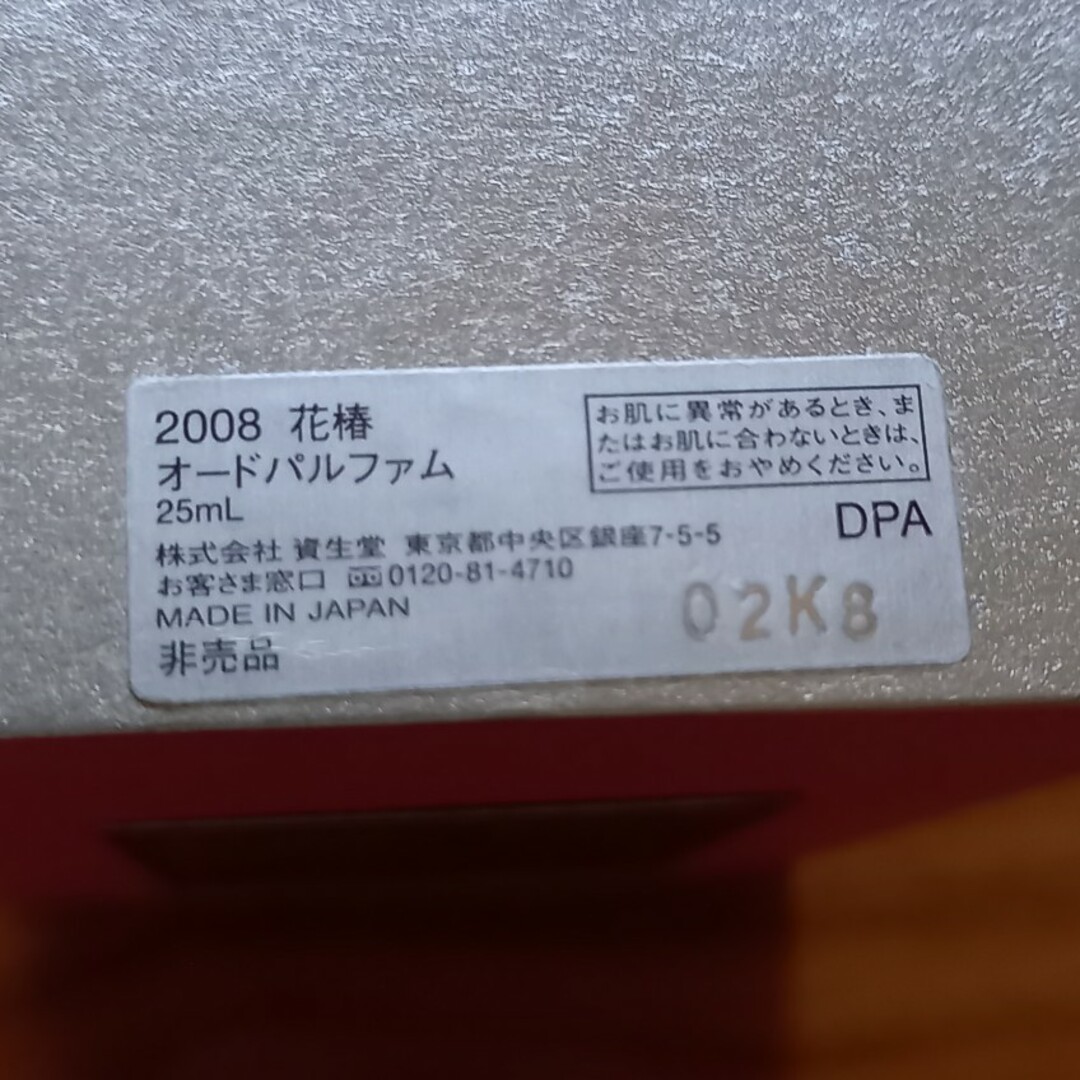 2008 花椿
オードパルファム
25mL
株式会社 資生堂 東京都中央区銀座7-5-5
お客さま窓口 0120-81-4710
MADE IN JAPAN
非売品
お肌に異常があるとき、ま
たはお肌に合わないときは、
ご使用をおやめください。
DPA
02K8